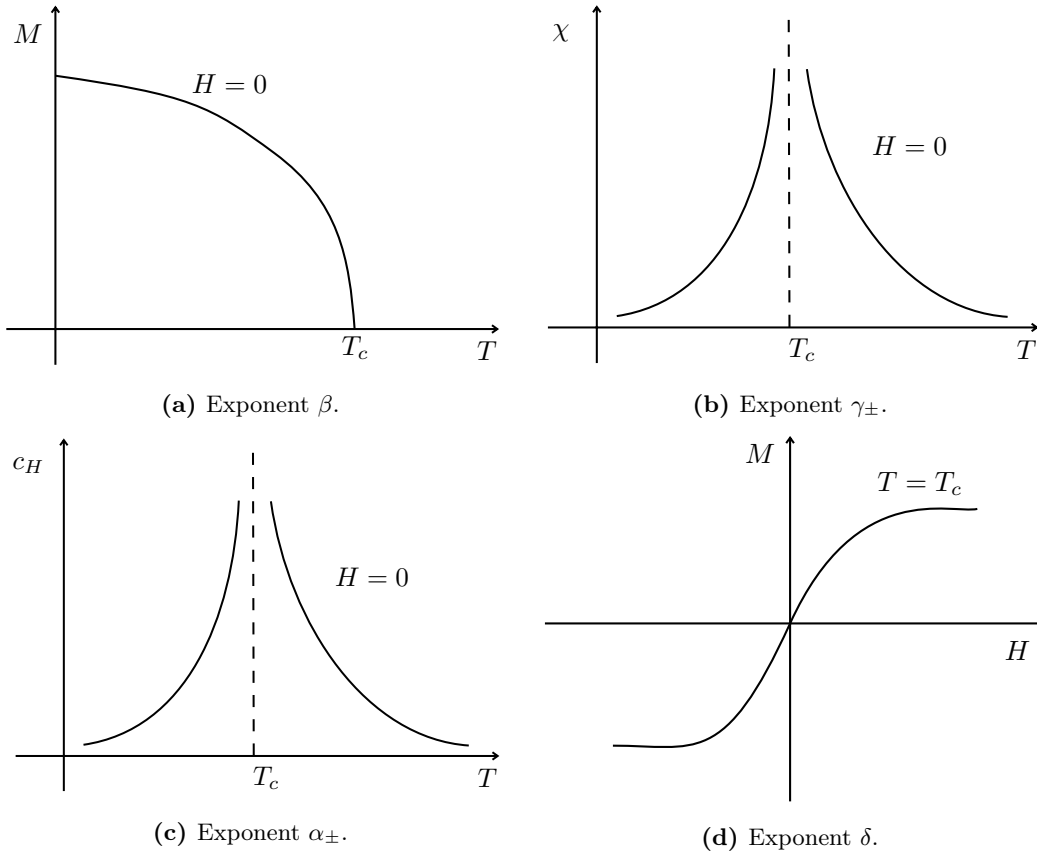 M
H = 0
T_c
T
(a) Exponent β.
χ
H = 0
T_c
T
(b) Exponent γ±.
c_H
H = 0
T_c
T
(c) Exponent α±.
M
T = T_c
H
(d) Exponent δ.